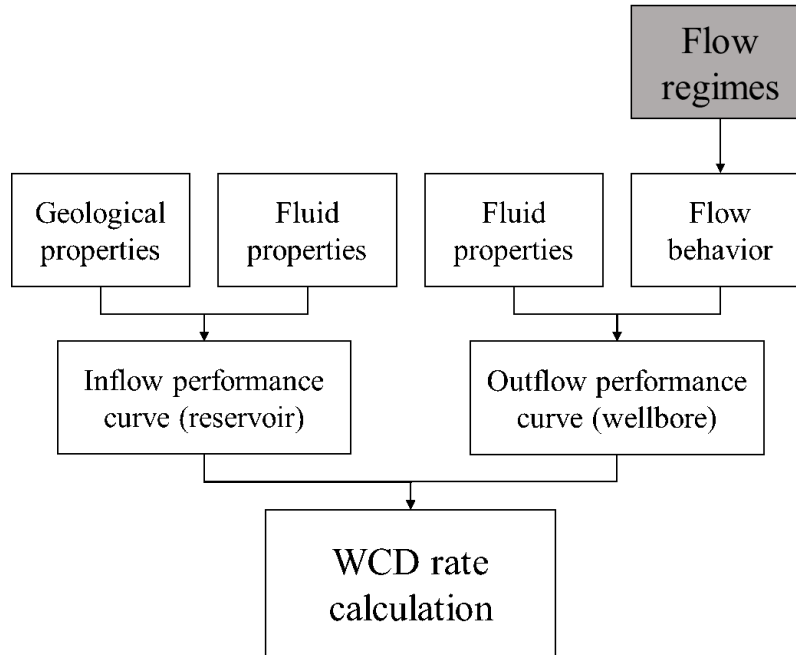 Flow
regimes
Geological
properties
Fluid
properties
Fluid
properties
Flow
behavior
Inflow performance
curve (reservoir)
Outflow performance
curve (wellbore)
WCD rate
calculation